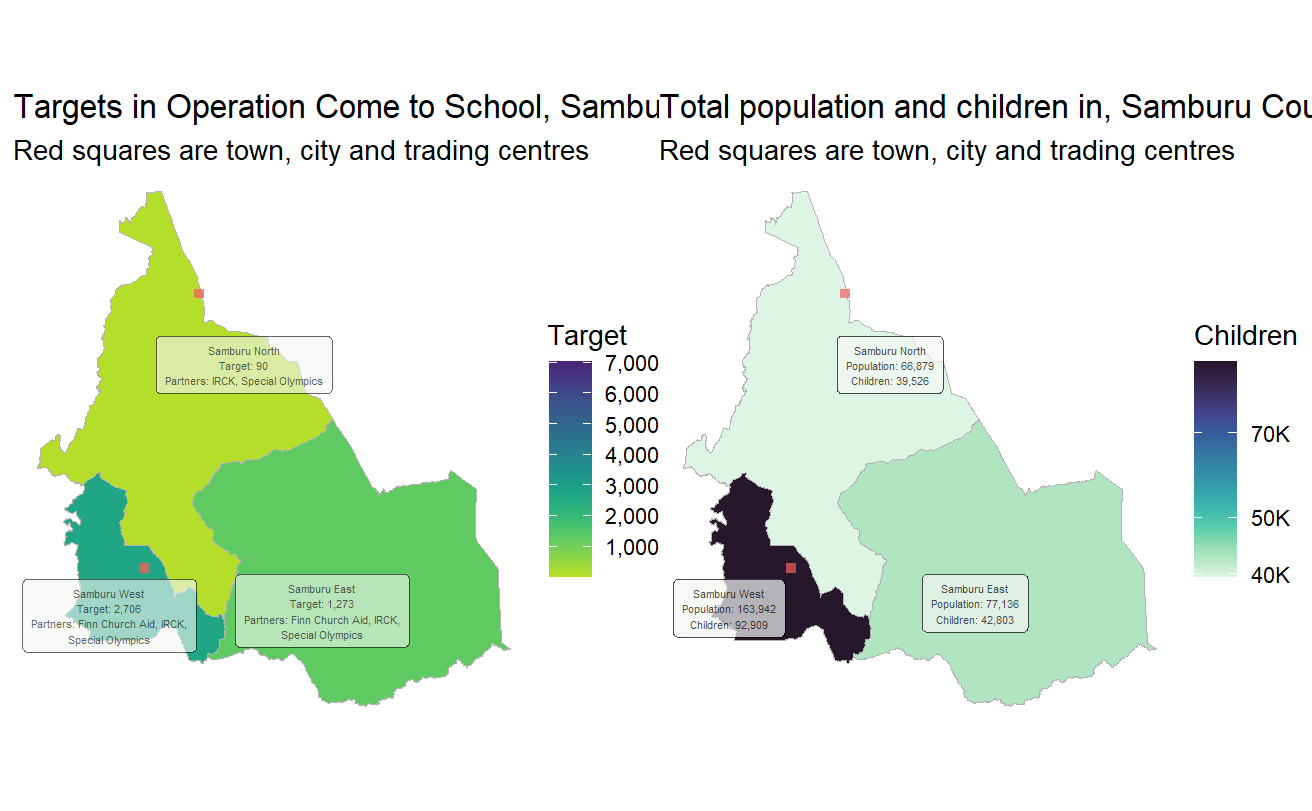 Targets in Operation Come to School, Sambu
Red squares are town, city and trading centres
Samburu North
Target: 90
Partners: IRCK, Special Olympics
Samburu West
Target: 2,706
Partners: Finn Church Aid, IRCK,
Special Olympics
Samburu East
Target: 1,273
Partners: Finn Church Aid, IRCK,
Special Olympics
Target
7,000
6,000
5,000
4,000
3,000
2,000
1,000
Total population and children in, Samburu Cou
Red squares are town, city and trading centres
Samburu North
Population: 66,879
Children: 39,526
Samburu West
Population: 163,942
Children: 92,909
Samburu East
Population: 77,136
Children: 42,803
Children
70K
50K
40K